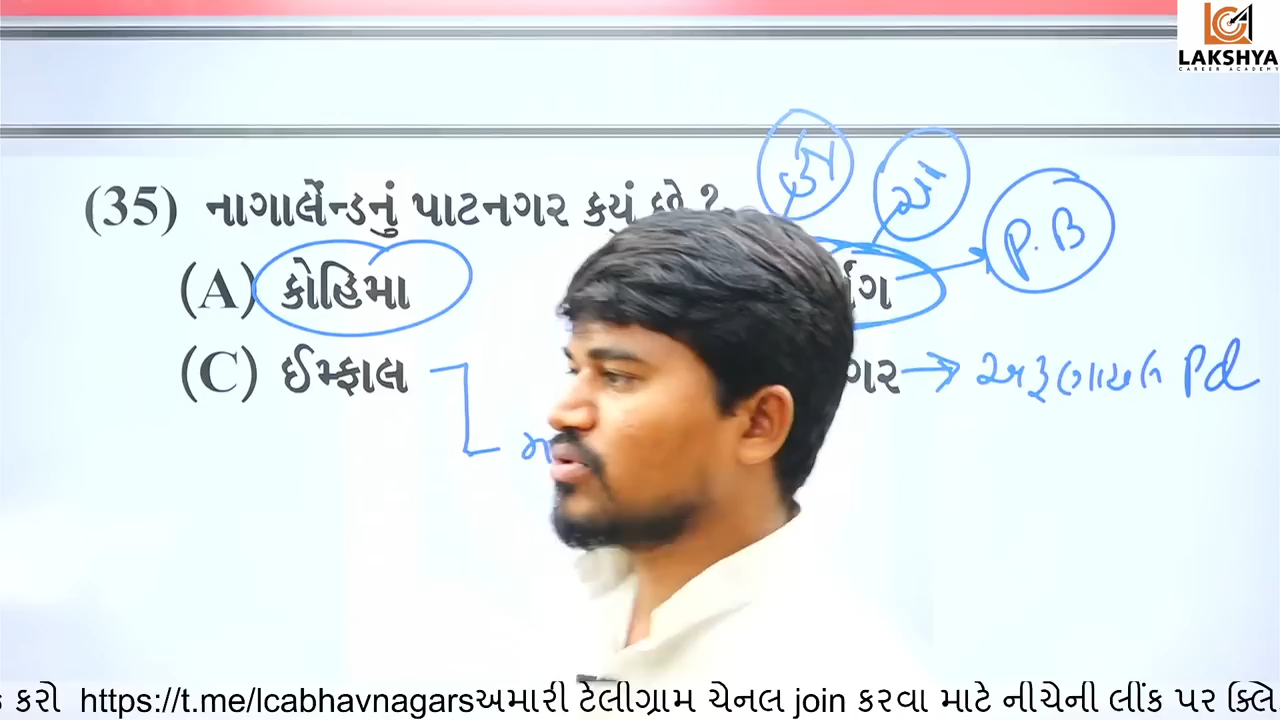 LAKSHYA
CAREER ACADEMY
(35) નાગાલેંન્ડનું પાટનગર કયું છે ?
(A) કોહિમા
P.B
(C) ઈમ્ફાલ
ગર → અરૂણાચલ Pd
કરો https://t.me/lcabhavnagarsઅમારી ટેલીગ્રામ ચેનલ join કરવા માટે નીચેની લીંક પર ક્લિ